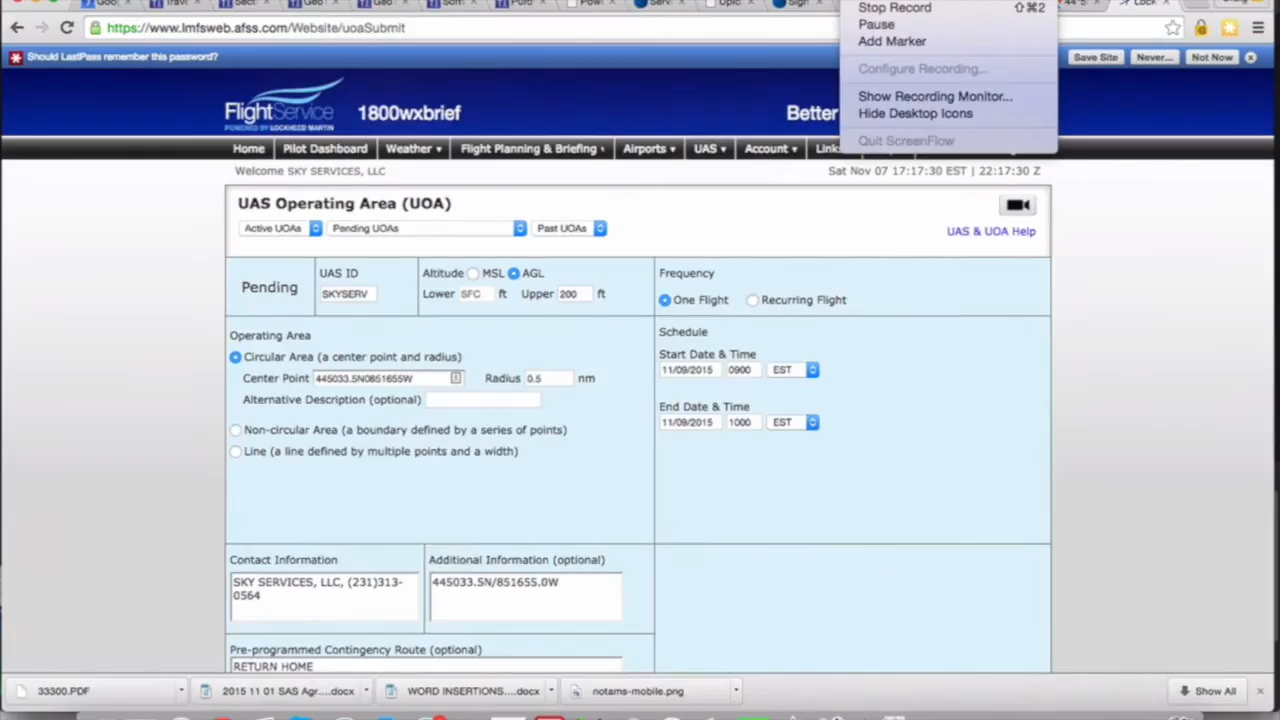 Stop Record ⇧⌘2
Pause
Add Marker
Configure Recording...
Show Recording Monitor...
Hide Desktop Icons
Quit ScreenFlow
https://www.lmfsweb.afss.com/Website/uoaSubmit
Should LastPass remember this password?
Save Site Never... Not Now
FlightService
POWERED BY LOCKHEED MARTIN
1800wxbrief
Better
Home Pilot Dashboard Weather Flight Planning & Briefing Airports UAS Account
Welcome SKY SERVICES, LLC Sat Nov 07 17:17:30 EST | 22:17:30 Z
UAS Operating Area (UOA)
Active UOAs Pending UOAs Past UOAs
UAS & UOA Help
Pending
UAS ID
SKYSERV
Altitude MSL AGL
Lower SFC ft Upper 200 ft
Frequency
One Flight Recurring Flight
Operating Area
Circular Area (a center point and radius)
Center Point 445033.5N0851655W Radius 0.5 nm
Alternative Description (optional)
Non-circular Area (a boundary defined by a series of points)
Line (a line defined by multiple points and a width)
Schedule
Start Date & Time
11/09/2015 0900 EST
End Date & Time
11/09/2015 1000 EST
Contact Information
SKY SERVICES, LLC, (231)313-
0564
Additional Information (optional)
445033.5N/851655.0W
Pre-programmed Contingency Route (optional)
RETURN HOME
33300.PDF 2015 11 01 SAS Agr....docx WORD INSERTIONS....docx notams-mobile.png Show All